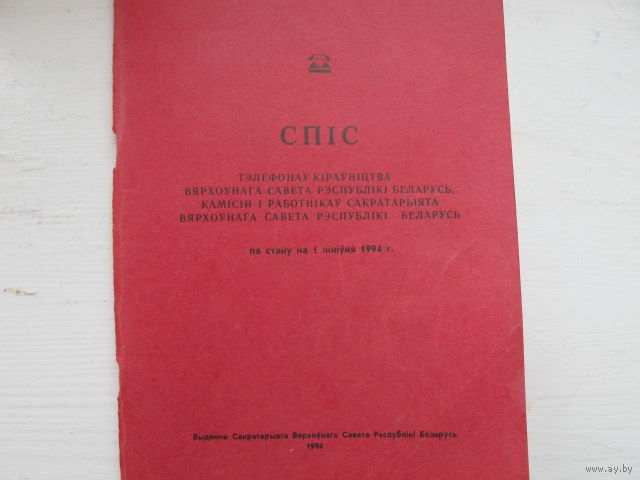 СПІС
ТЭЛЕФОНАЎ КІРАЎНІЦТВА
ВЯРХОЎНАГА САВЕТА РЭСПУБЛІКІ БЕЛАРУСЬ,
КАМІСІЙ І РАБОТНІКАЎ САКРАТАРЫЯТА
ВЯРХОЎНАГА САВЕТА РЭСПУБЛІКІ БЕЛАРУСЬ
па стану на 1 жніўня 1994 г.
Выданне Сакратарыята Вярхоўнага Савета Рэспублікі Беларусь
1994
www.ay.by